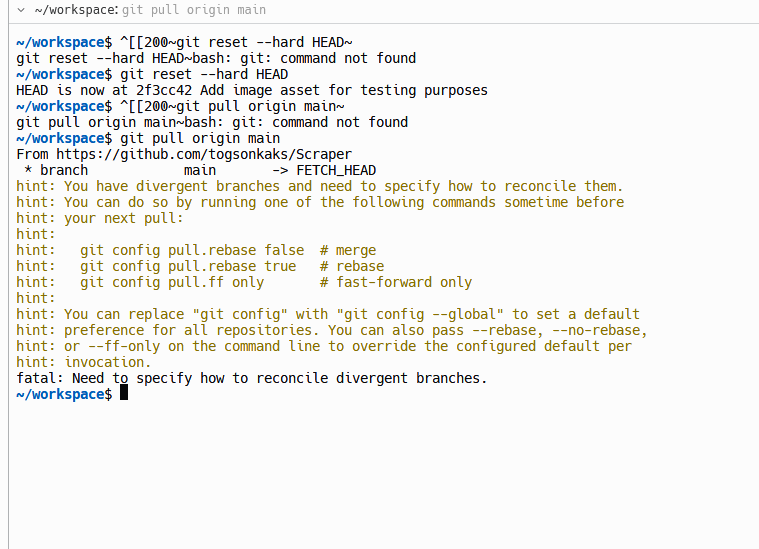 ~/workspace: git pull origin main
~/workspace$ ^[[200~git reset --hard HEAD~
git reset --hard HEAD~bash: git: command not found
~/workspace$ git reset --hard HEAD
HEAD is now at 2f3cc42 Add image asset for testing purposes
~/workspace$ ^[[200~git pull origin main~
git pull origin main~bash: git: command not found
~/workspace$ git pull origin main
From https://github.com/togsonkaks/Scraper
 * branch            main       -> FETCH_HEAD
hint: You have divergent branches and need to specify how to reconcile them.
hint: You can do so by running one of the following commands sometime before
hint: your next pull:
hint:
hint:   git config pull.rebase false  # merge
hint:   git config pull.rebase true   # rebase
hint:   git config pull.ff only       # fast-forward only
hint:
hint: You can replace "git config" with "git config --global" to set a default
hint: preference for all repositories. You can also pass --rebase, --no-rebase,
hint: or --ff-only on the command line to override the configured default per
hint: invocation.
fatal: Need to specify how to reconcile divergent branches.
~/workspace$